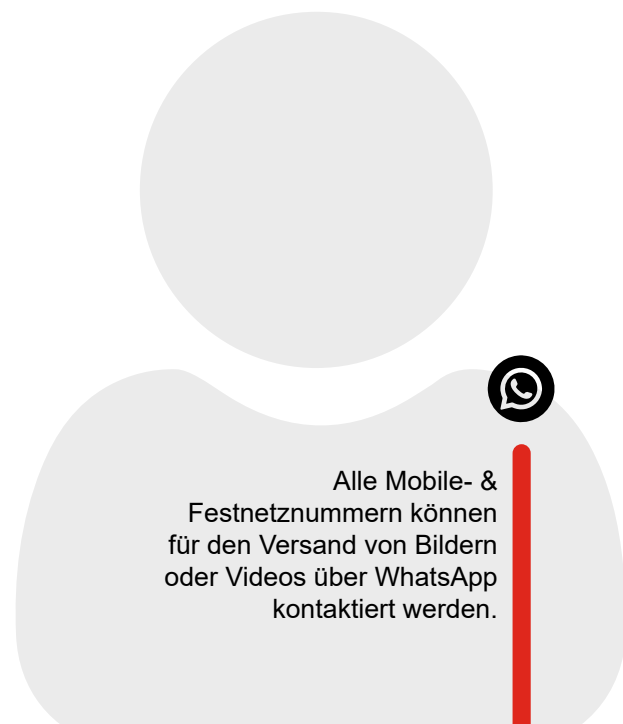 Alle Mobile- &
Festnetznummern können
für den Versand von Bildern
oder Videos über WhatsApp
kontaktiert werden.